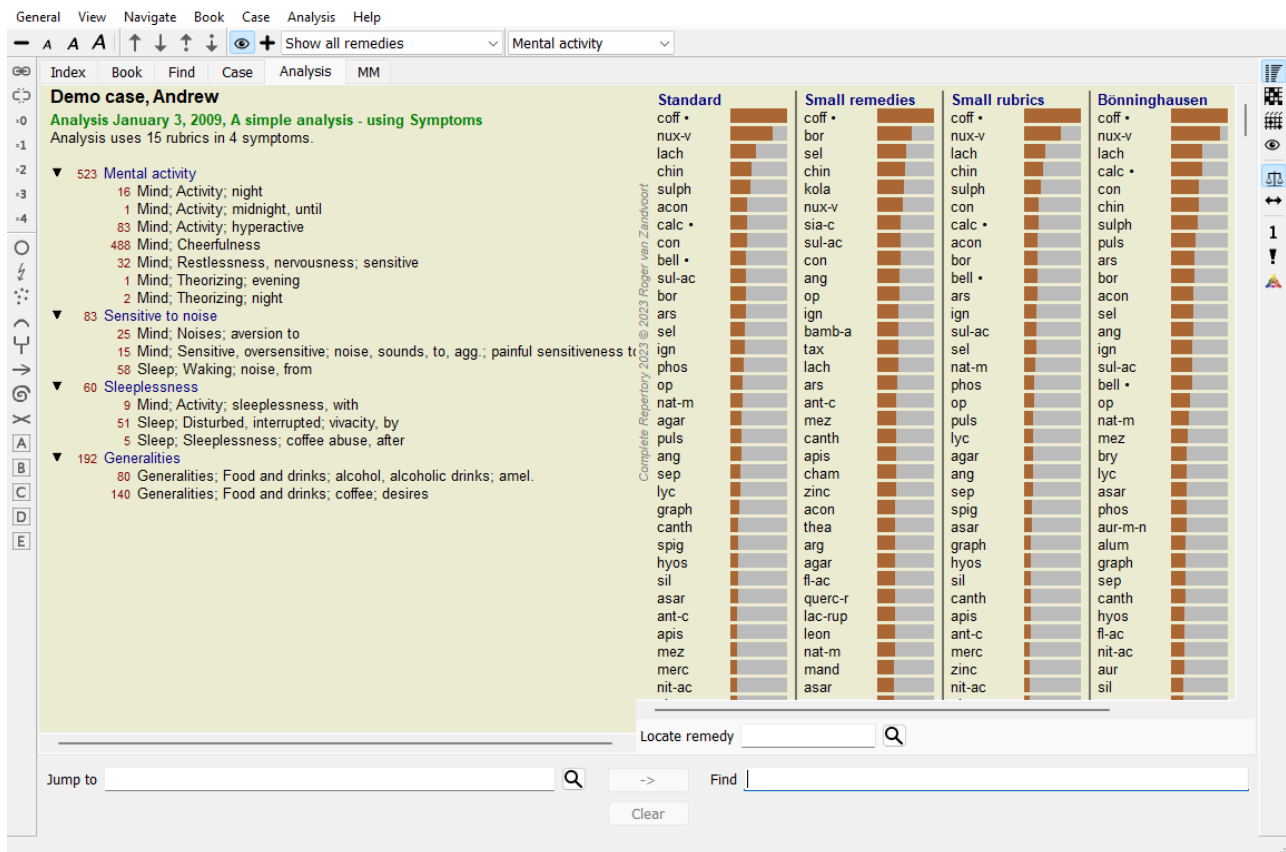 General View Navigate Book Case Analysis Help
A A A Show all remedies Mental activity
Index Book Find Case Analysis MM
Demo case, Andrew
Analysis January 3, 2009, A simple analysis - using Symptoms
Analysis uses 15 rubrics in 4 symptoms.
▼ 523 Mental activity
16 Mind; Activity; night
1 Mind; Activity; midnight, until
83 Mind; Activity; hyperactive
488 Mind; Cheerfulness
32 Mind; Restlessness, nervousness; sensitive
1 Mind; Theorizing; evening
2 Mind; Theorizing; night
▼ 83 Sensitive to noise
25 Mind; Noises; aversion to
15 Mind; Sensitive, oversensitive; noise, sounds, to, agg.; painful sensitiveness to
58 Sleep; Waking; noise, from
▼ 60 Sleeplessness
9 Mind; Activity; sleeplessness, with
51 Sleep; Disturbed, interrupted; vivacity, by
5 Sleep; Sleeplessness; coffee abuse, after
▼ 192 Generalities
80 Generalities; Food and drinks; alcohol, alcoholic drinks; amel.
140 Generalities; Food and drinks; coffee; desires
×0
×1
×2
×3
×4
A
B
C
D
E
Complete Repertory 2023 © 2023 Roger van Zandvoort
Standard
coff •
nux-v
lach
chin
sulph
acon
calc •
con
bell •
sul-ac
bor
ars
sel
ign
phos
op
nat-m
agar
puls
ang
sep
lyc
graph
canth
spig
hyos
sil
asar
ant-c
apis
mez
merc
nit-ac
Small remedies
coff •
bor
sel
chin
kola
nux-v
sia-c
sul-ac
con
ang
op
ign
bamb-a
tax
lach
ars
ant-c
mez
canth
apis
cham
zinc
acon
thea
arg
agar
fl-ac
querc-r
lac-rup
leon
nat-m
mand
asar
Small rubrics
coff •
nux-v
lach
chin
sulph
con
calc •
acon
bor
bell •
ars
ign
sul-ac
sel
nat-m
phos
op
puls
lyc
agar
ang
sep
spig
asar
graph
hyos
sil
canth
apis
ant-c
merc
zinc
nit-ac
Bönninghausen
coff •
nux-v
lach
calc •
con
chin
sulph
puls
ars
bor
acon
sel
ang
ign
sul-ac
bell •
op
nat-m
mez
bry
lyc
asar
phos
aur-m-n
alum
graph
sep
canth
hyos
fl-ac
nit-ac
aur
sil
1
!
Locate remedy
Jump to -> Find
Clear